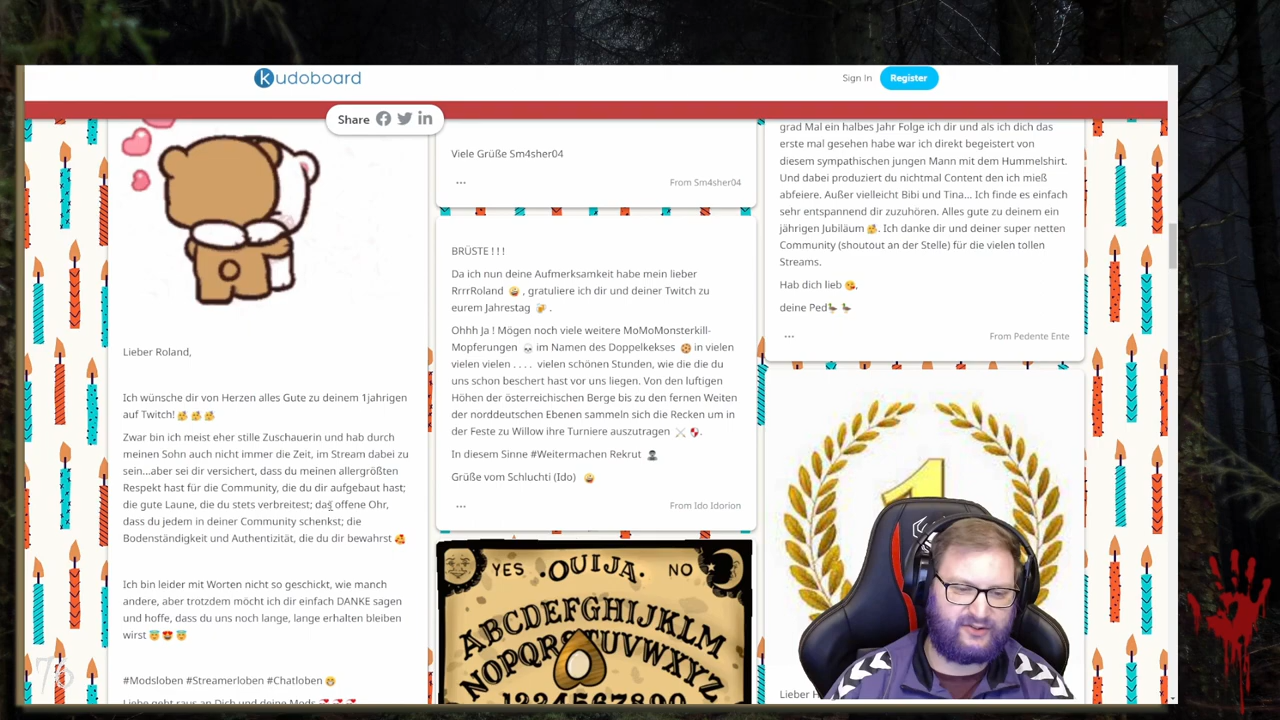 kudoboard
Sign In
Register
Share
Lieber Roland,
Ich wünsche dir von Herzen alles Gute zu deinem 1jahrigen
auf Twitch! 🥳 🥳 🥳
Zwar bin ich meist eher stille Zuschauerin und hab durch
meinen Sohn auch nicht immer die Zeit, im Stream dabei zu
sein...aber sei dir versichert, dass du meinen allergrößten
Respekt hast für die Community, die du dir aufgebaut hast;
die gute Laune, die du stets verbreitest; das offene Ohr,
dass du jedem in deiner Community schenkst; die
Bodenständigkeit und Authentizität, die du dir bewahrst 🥰
Ich bin leider mit Worten nicht so geschickt, wie manch
andere, aber trotzdem möcht ich dir einfach DANKE sagen
und hoffe, dass du uns noch lange, lange erhalten bleiben
wirst 😇 😍 😇
#Modsloben #Streamerloben #Chatloben
Liebe geht raus an Dich und deine Mods
Viele Grüße Sm4sher04
...
From Sm4sher04
BRÜSTE ! ! !
Da ich nun deine Aufmerksamkeit habe mein lieber
RrrrRoland 😜 , gratuliere ich dir und deiner Twitch zu
eurem Jahrestag 🍻 .
Ohhh Ja ! Mögen noch viele weitere MoMoMonsterkill-
Mopferungen 💀 im Namen des Doppelkekses 🍪 in vielen
vielen vielen . . . . vielen schönen Stunden, wie die die du
uns schon beschert hast vor uns liegen. Von den luftigen
Höhen der österreichischen Berge bis zu den fernen Weiten
der norddeutschen Ebenen sammeln sich die Recken um in
der Feste zu Willow ihre Turniere auszutragen ⚔ 🛡.
In diesem Sinne #Weitermachen Rekrut
Grüße vom Schluchti (Ido) 😜
...
From Ido Idorion
YES
OUIJA
NO
ABCDEFGHIJKLM
NOPQRSTUVWXYZ
1234567890
grad Mal ein halbes Jahr Folge ich dir und als ich dich das
erste mal gesehen habe war ich direkt begeistert von
diesem sympathischen jungen Mann mit dem Hummelshirt.
Und dabei produziert du nichtmal Content den ich mieß
abfeiere. Außer vielleicht Bibi und Tina... Ich finde es einfach
sehr entspannend dir zuzuhören. Alles gute zu deinem ein
jährigen Jubiläum 🥳. Ich danke dir und deiner super netten
Community (shoutout an der Stelle) für die vielen tollen
Streams.
Hab dich lieb 😘,
deine Ped🦆 🦆
...
From Pedente Ente
1
Lieber